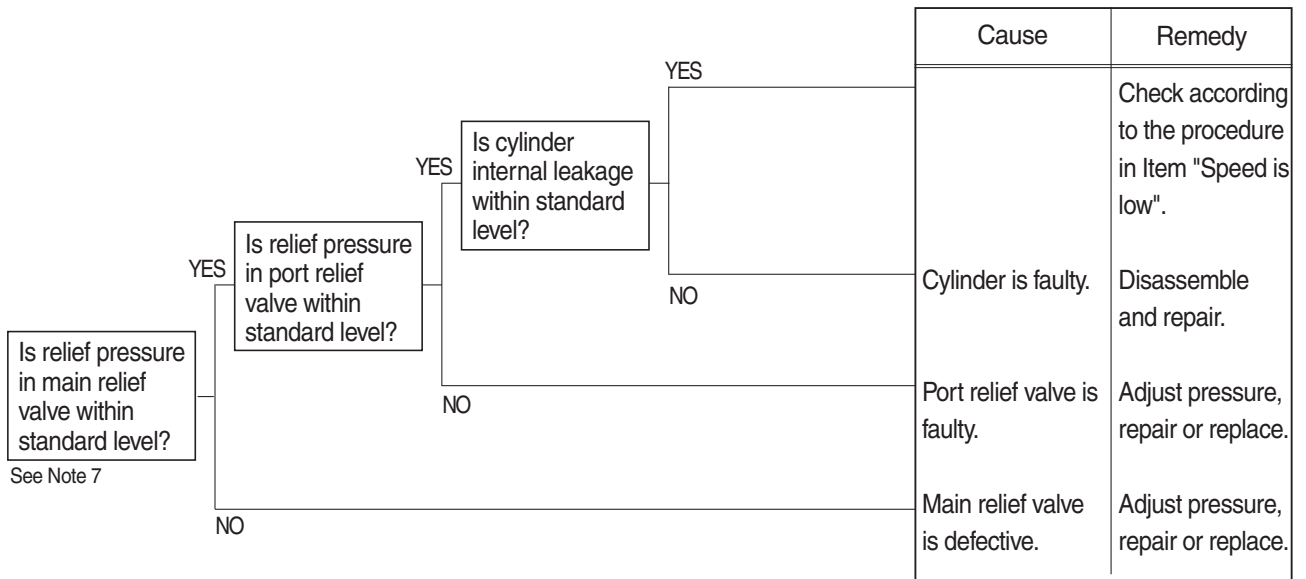 Cause
Remedy
YES
Check according
to the procedure
in Item "Speed is
low".
Is cylinder
internal leakage
within standard
level?
YES
Is relief pressure
in port relief
valve within
standard level?
YES
NO
Cylinder is faulty.
Disassemble
and repair.
Is relief pressure
in main relief
valve within
standard level?
See Note 7
NO
Port relief valve is
faulty.
Adjust pressure,
repair or replace.
NO
Main relief valve
is defective.
Adjust pressure,
repair or replace.